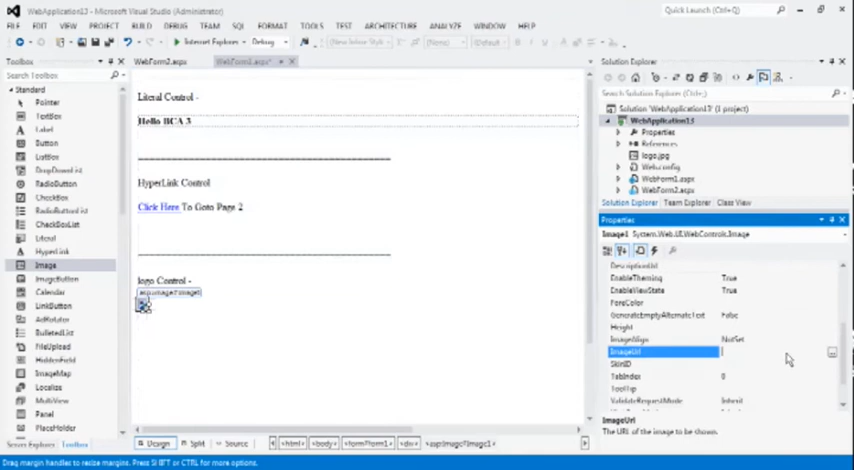 WebApplication13 - Microsoft Visual Studio (Administrator)
Quick Launch (Ctrl+Q)
FILE EDIT VIEW PROJECT BUILD DEBUG TEAM SQL FORMAT TOOLS TEST ARCHITECTURE ANALYZE WINDOW HELP
Internet Explorer Debug (New Inline Style) (None) (Default)
Toolbox
WebForm2.aspx
WebForm1.aspx*
Search Toolbox
Standard
Pointer
TextBox
Label
Button
ListBox
DropDownList
RadioButton
CheckBox
RadioButtonList
CheckBoxList
Literal
HyperLink
Image
ImageButton
Calendar
LinkButton
AdRotator
BulletedList
FileUpload
HiddenField
ImageMap
Localize
MultiView
Panel
PlaceHolder
Server Explorer Toolbox
Literal Control -
Hello BCA 3
HyperLink Control
Click Here To Goto Page 2
logo Control -
asp:image#Image1
Design Split Source <html> <body> <form#form1> <div> <asp:Image#Image1>
Solution Explorer
Search Solution Explorer (Ctrl+;)
Solution 'WebApplication13' (1 project)
WebApplication13
Properties
References
logo.jpg
Web.config
WebForm1.aspx
WebForm2.aspx
Solution Explorer Team Explorer Class View
Properties
Image1 System.Web.UI.WebControls.Image
DescriptionUrl
EnableTheming True
EnableViewState True
ForeColor
GenerateEmptyAlternateText False
Height
ImageAlign NotSet
ImageUrl
SkinID
TabIndex 0
ToolTip
ValidateRequestMode Inherit
ImageUrl
The URL of the image to be shown.
Drag margin handles to resize margins. Press SHIFT or CTRL for more options.